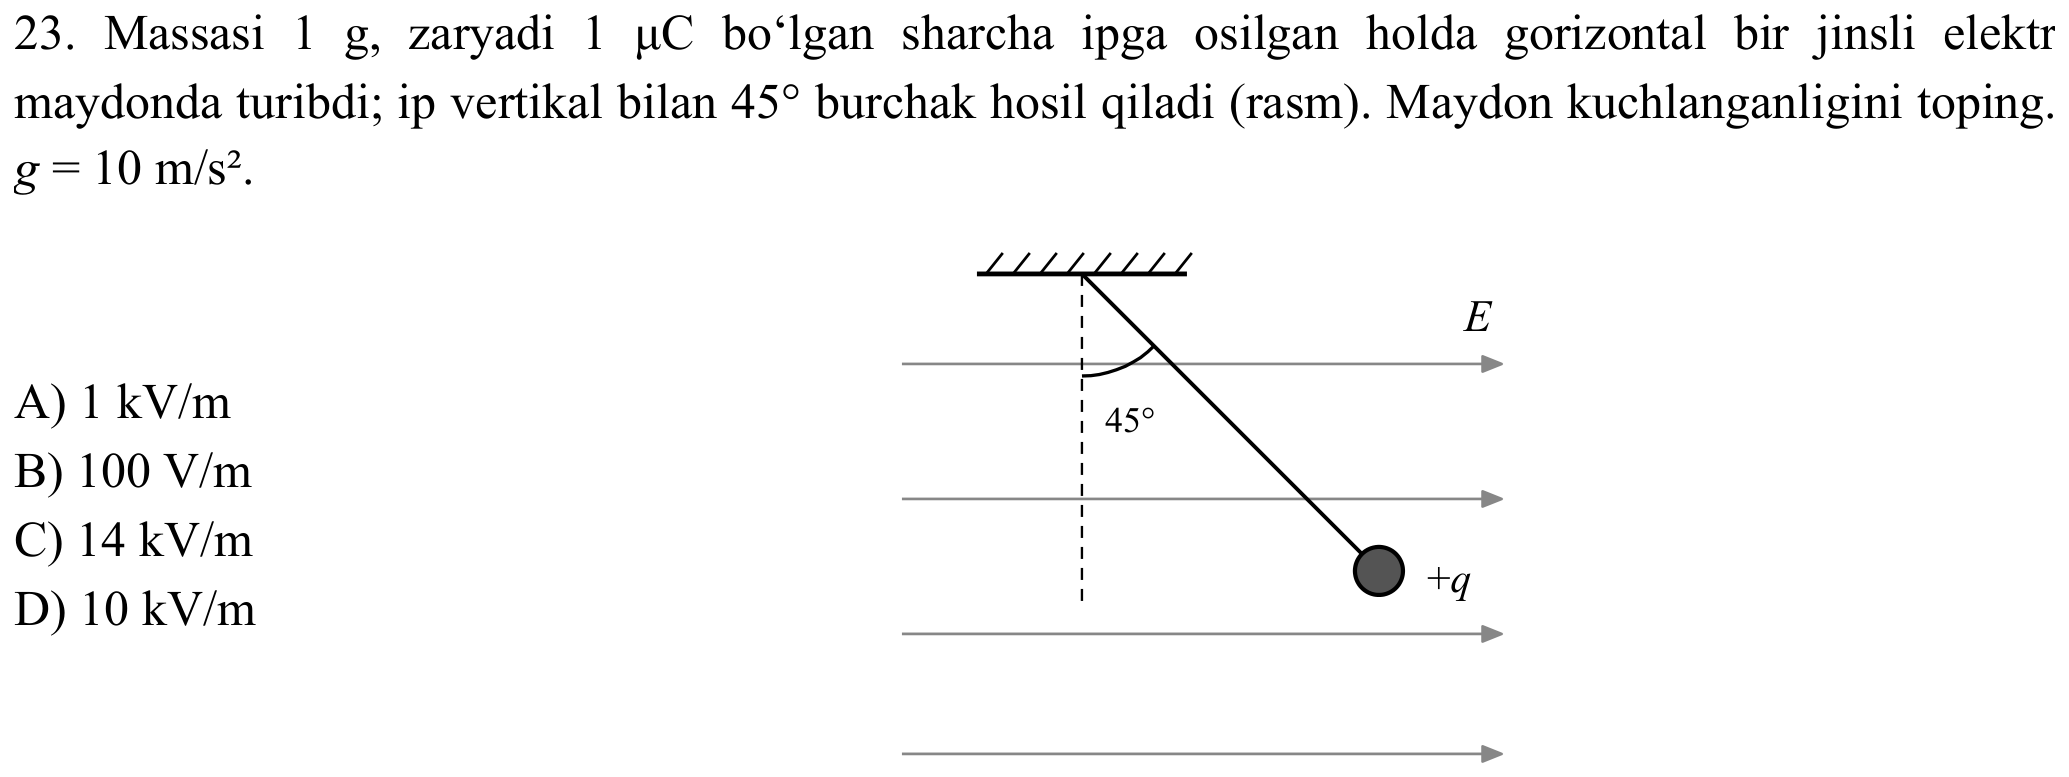 23. Massasi 1 g, zaryadi 1 μC bo‘lgan sharcha ipga osilgan holda gorizontal bir jinsli elektr
maydonda turibdi; ip vertikal bilan 45° burchak hosil qiladi (rasm). Maydon kuchlanganligini toping.
g = 10 m/s².
E
A) 1 kV/m
45°
B) 100 V/m
C) 14 kV/m
+q
D) 10 kV/m